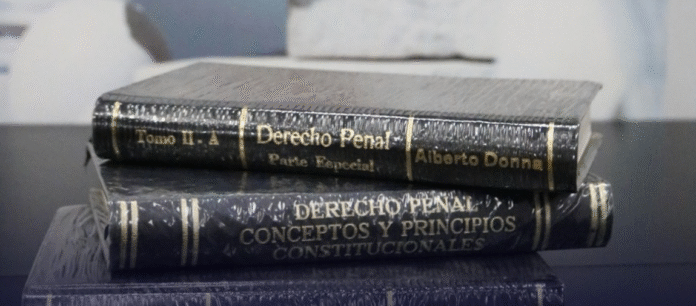 Tomo II - A
Derecho Penal
Parte Especial
Alberto Donna
DERECHO PENAL
CONCEPTOS Y PRINCIPIOS
CONSTITUCIONALES